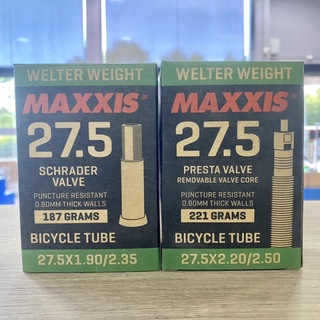 WELTER WEIGHT
MAXXIS®
27.5
SCHRADER
VALVE
PUNCTURE RESISTANT
0.80MM THICK WALLS
187 GRAMS
BICYCLE TUBE
27.5X1.90/2.35
WELTER WEIGHT
MAXXIS®
27.5
PRESTA VALVE
REMOVABLE VALVE CORE
PUNCTURE RESISTANT
0.80MM THICK WALLS
221 GRAMS
BICYCLE TUBE
27.5X2.20/2.50